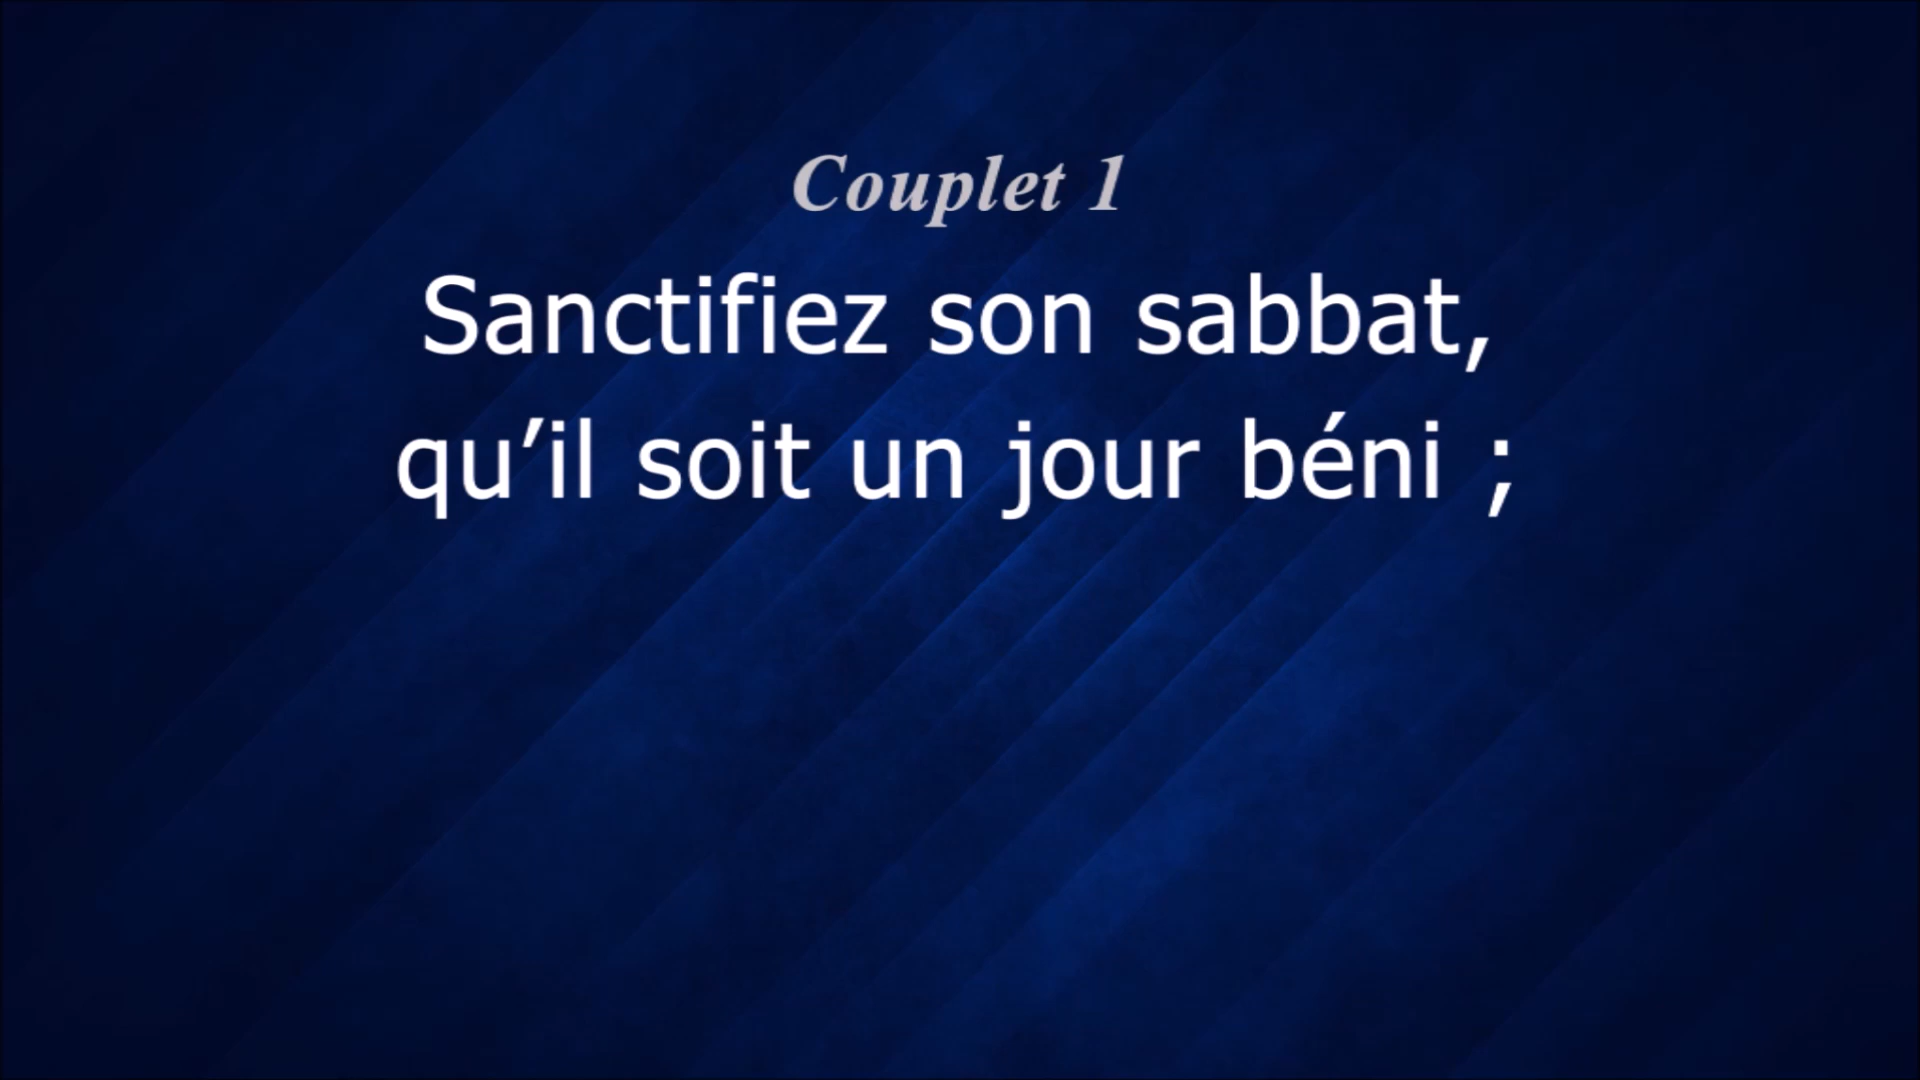 Couplet 1
Sanctifiez son sabbat,
qu’il soit un jour béni ;